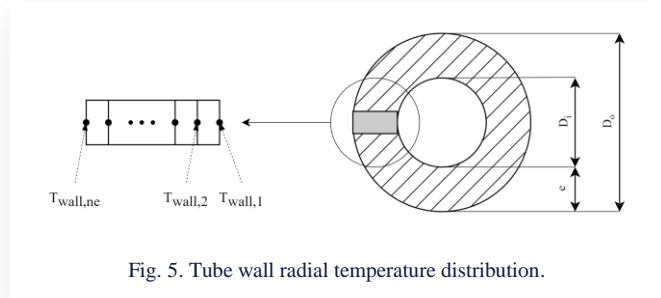 D_i
D_o
e
T_wall,ne T_wall,2 T_wall,1
Fig. 5. Tube wall radial temperature distribution.